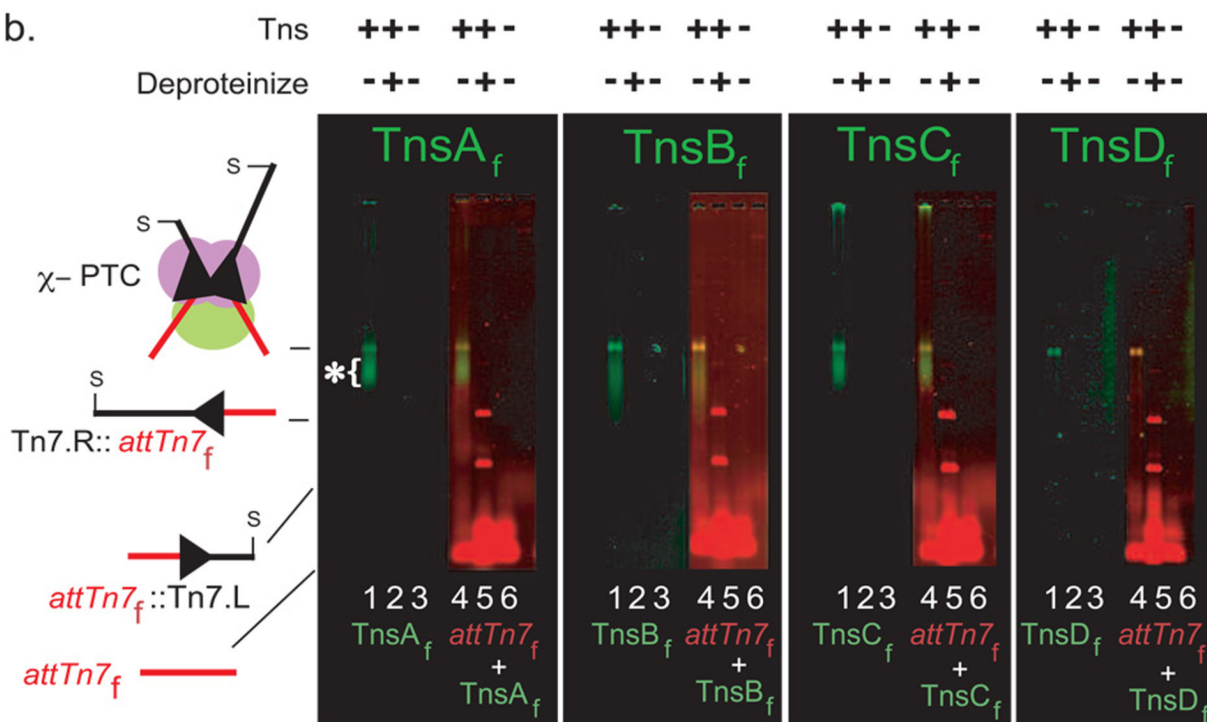 b.
Tns ++- ++- ++- ++- ++- ++- ++- ++-
Deproteinize -+- -+- -+- -+- -+- -+- -+- -+-
TnsAf TnsBf TnsCf TnsDf
S
S
χ– PTC
*{
S
Tn7.R:: attTn7f
S
attTn7f ::Tn7.L
attTn7f
1 2 3 4 5 6 1 2 3 4 5 6 1 2 3 4 5 6 1 2 3 4 5 6
TnsAf attTn7f TnsBf attTn7f TnsCf attTn7f TnsDf attTn7f
+ + + +
TnsAf TnsBf TnsCf TnsDf